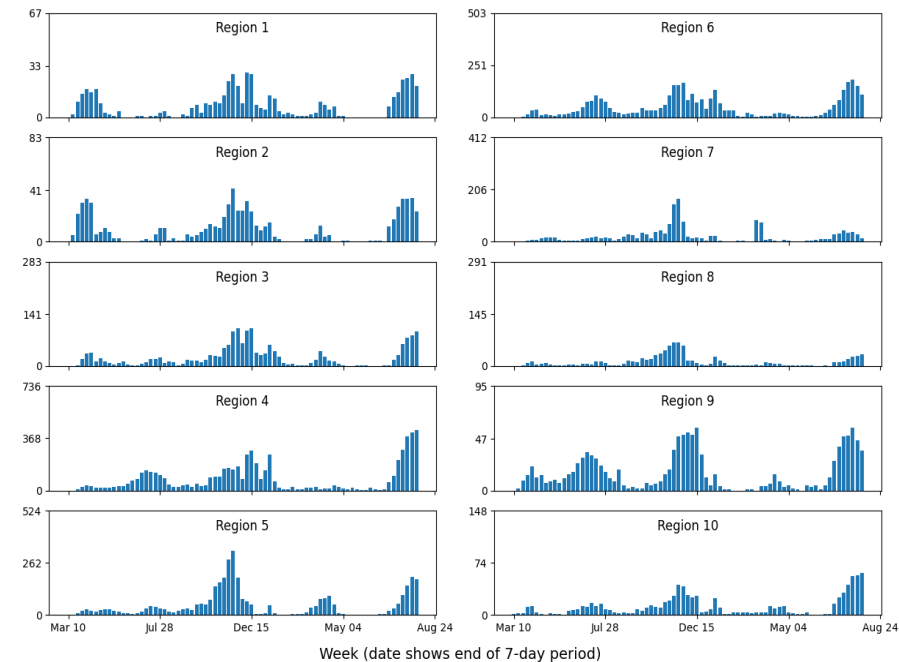 67
33
0
Region 1
503
251
0
Region 6
83
41
0
Region 2
412
206
0
Region 7
283
141
0
Region 3
291
145
0
Region 8
736
368
0
Region 4
95
47
0
Region 9
524
262
0
Region 5
148
74
0
Region 10
Mar 10 Jul 28 Dec 15 May 04 Aug 24
Mar 10 Jul 28 Dec 15 May 04 Aug 24
Week (date shows end of 7-day period)